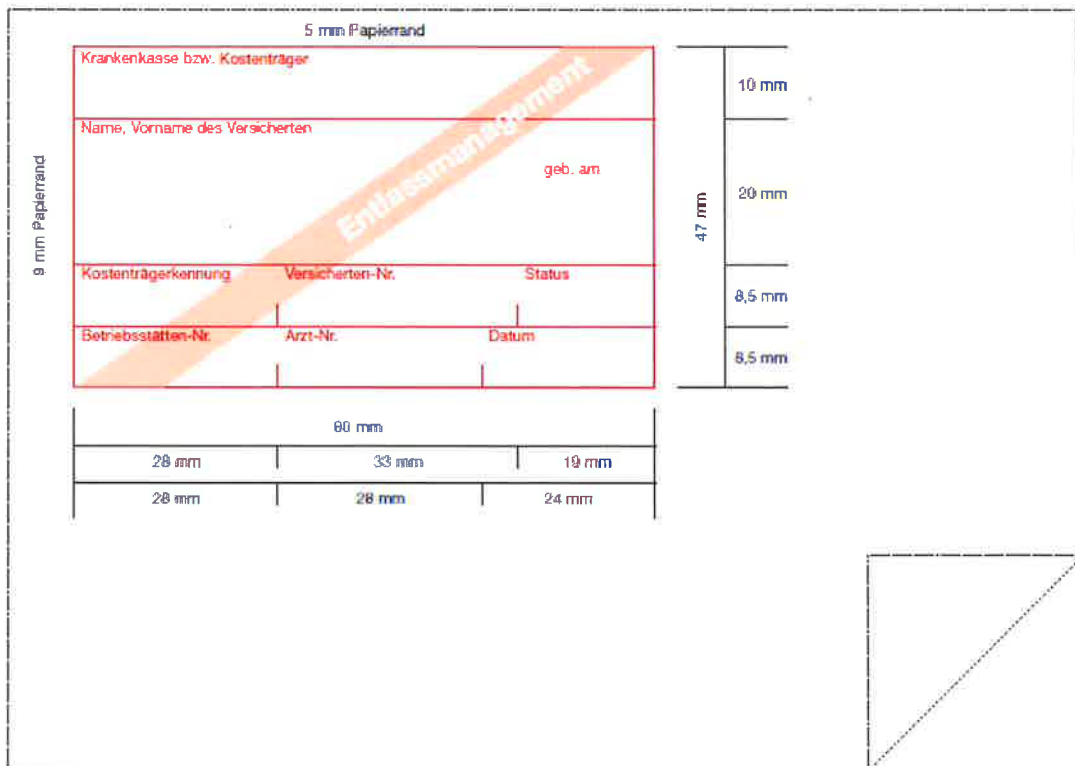 5 mm Papierrand
Krankenkasse bzw. Kostenträger
10 mm
Name, Vorname des Versicherten
geb. am
Entlassmanagement
9 mm Papierrand
20 mm
47 mm
Kostenträgerkennung Versicherten-Nr. Status
8,5 mm
Betriebsstätten-Nr. Arzt-Nr. Datum
8,5 mm
80 mm
28 mm 33 mm 19 mm
28 mm 28 mm 24 mm